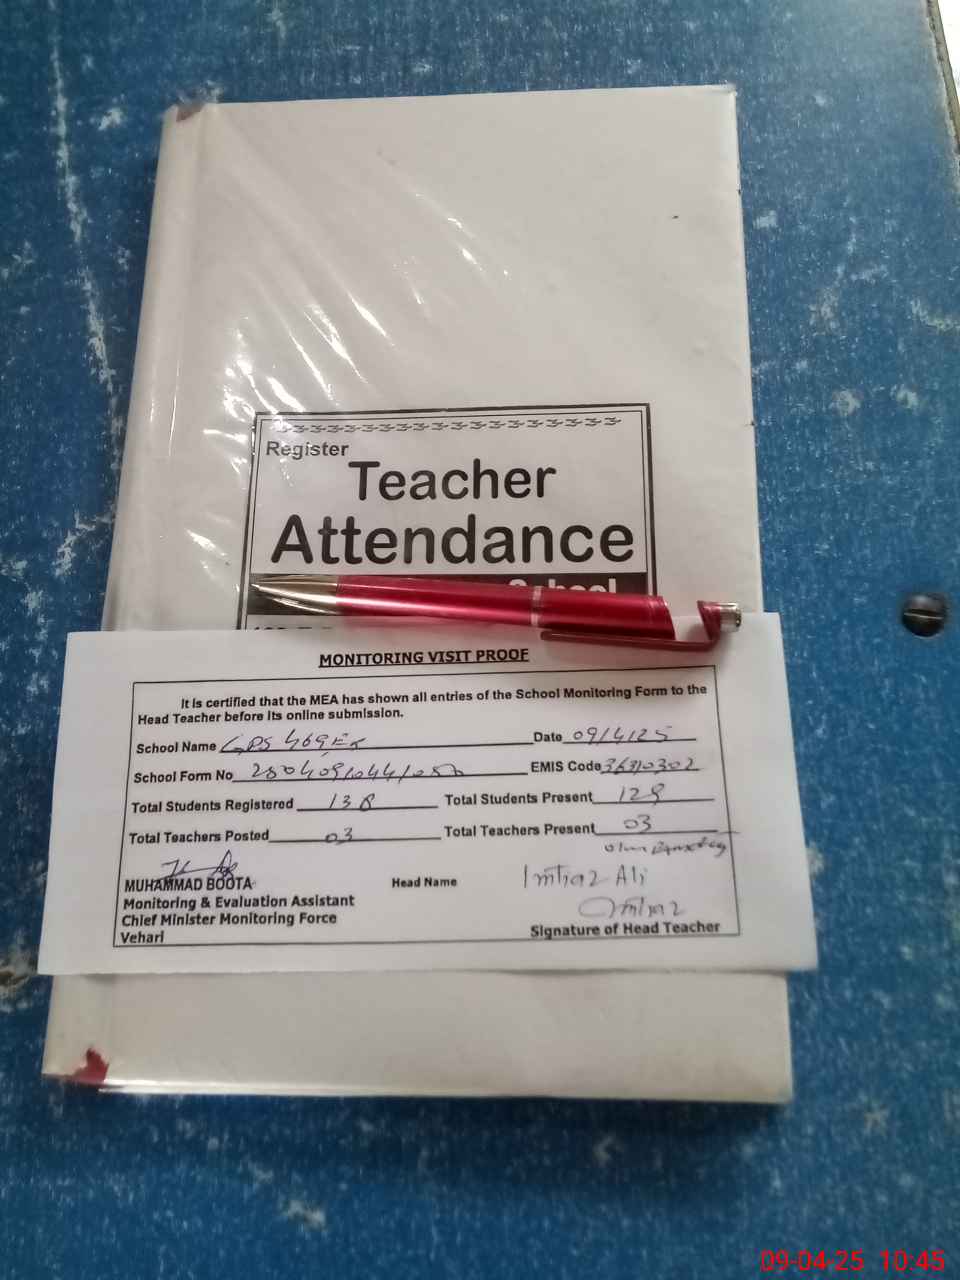 Register
Teacher
Attendance
School
MONITORING VISIT PROOF
It is certified that the MEA has shown all entries of the School Monitoring Form to the
Head Teacher before its online submission.
School Name GPS 469 EB Date 09/4/25
School Form No EMIS Code 36310302
Total Students Registered 138 Total Students Present 129
Total Teachers Posted 03 Total Teachers Present 03
MUHAMMAD BOOTA Head Name Imtiaz Ali
Monitoring & Evaluation Assistant
Chief Minister Monitoring Force Imtiaz
Vehari Signature of Head Teacher
09-04-25 10:45